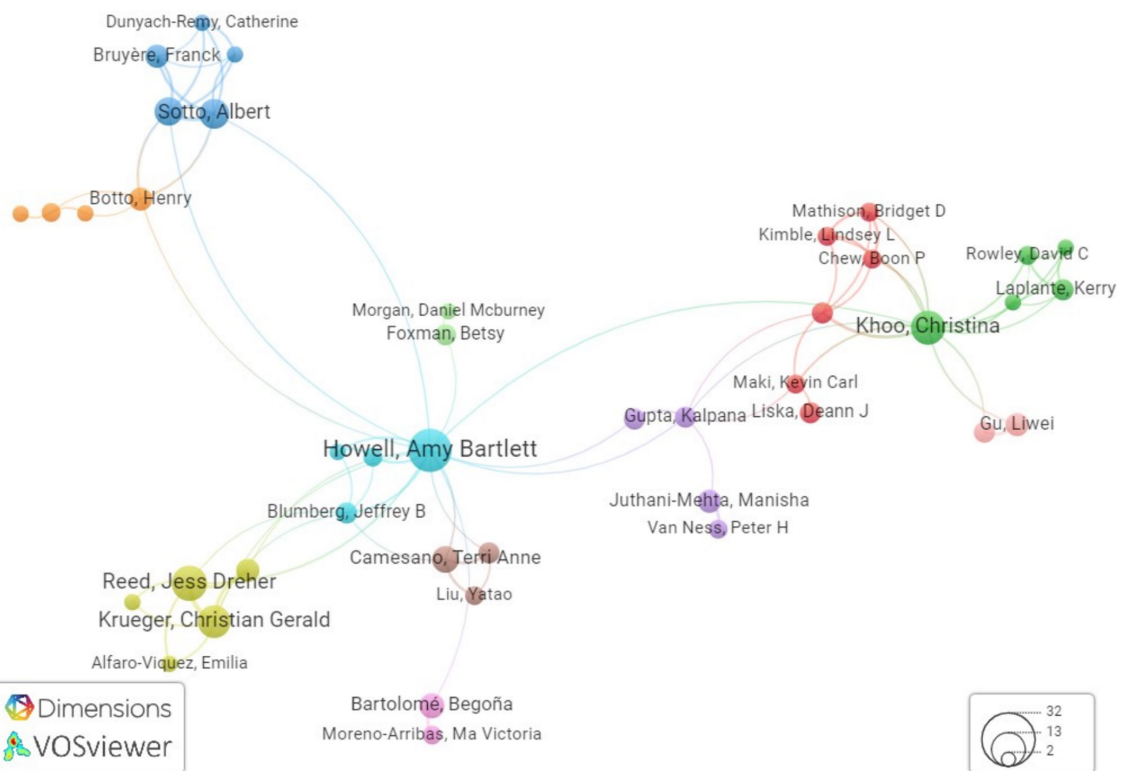 Dunyach-Remy, Catherine
Bruyère, Franck
Sotto, Albert
Botto, Henry
Mathison, Bridget D
Kimble, Lindsey L
Chew, Boon P
Rowley, David C
Laplante, Kerry
Morgan, Daniel Mcburney
Foxman, Betsy
Khoo, Christina
Maki, Kevin Carl
Gupta, Kalpana
Liska, Deann J
Gu, Liwei
Howell, Amy Bartlett
Juthani-Mehta, Manisha
Blumberg, Jeffrey B
Van Ness, Peter H
Camesano, Terri Anne
Reed, Jess Dreher
Liu, Yatao
Krueger, Christian Gerald
Alfaro-Viquez, Emilia
Bartolomé, Begoña
Moreno-Arribas, Ma Victoria
Dimensions
VOSviewer
32
13
2